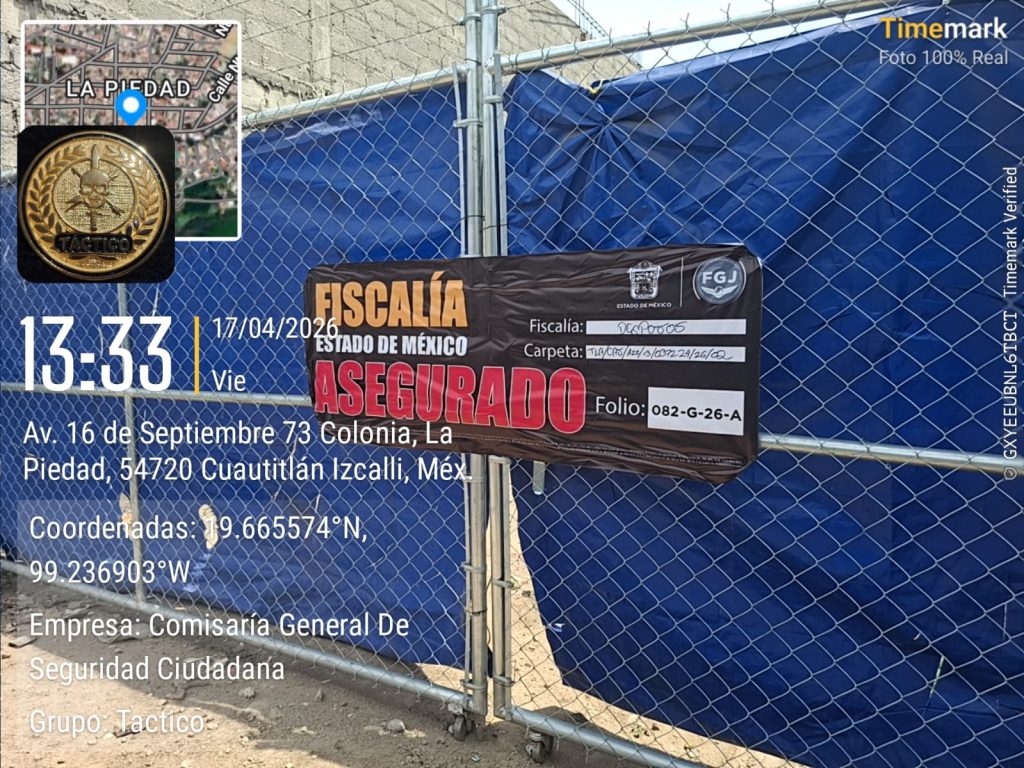 Timemark
Foto 100% Real
LA PIEDAD
TACTICO
FISCALÍA
ESTADO DE MÉXICO
ASEGURADO
ESTADO DE MÉXICO
FGJ
Fiscalía:
Carpeta:
Folio: 082-G-26-A
13:33
17/04/2026
Vie
Av. 16 de Septiembre 73 Colonia, La
Piedad, 54720 Cuautitlán Izcalli, Méx.
Coordenadas: 19.665574°N,
99.236903°W
Empresa: Comisaría General De
Seguridad Ciudadana
Grupo: Tactico
© GXYEEUBNL6TBCT Timemark Verified